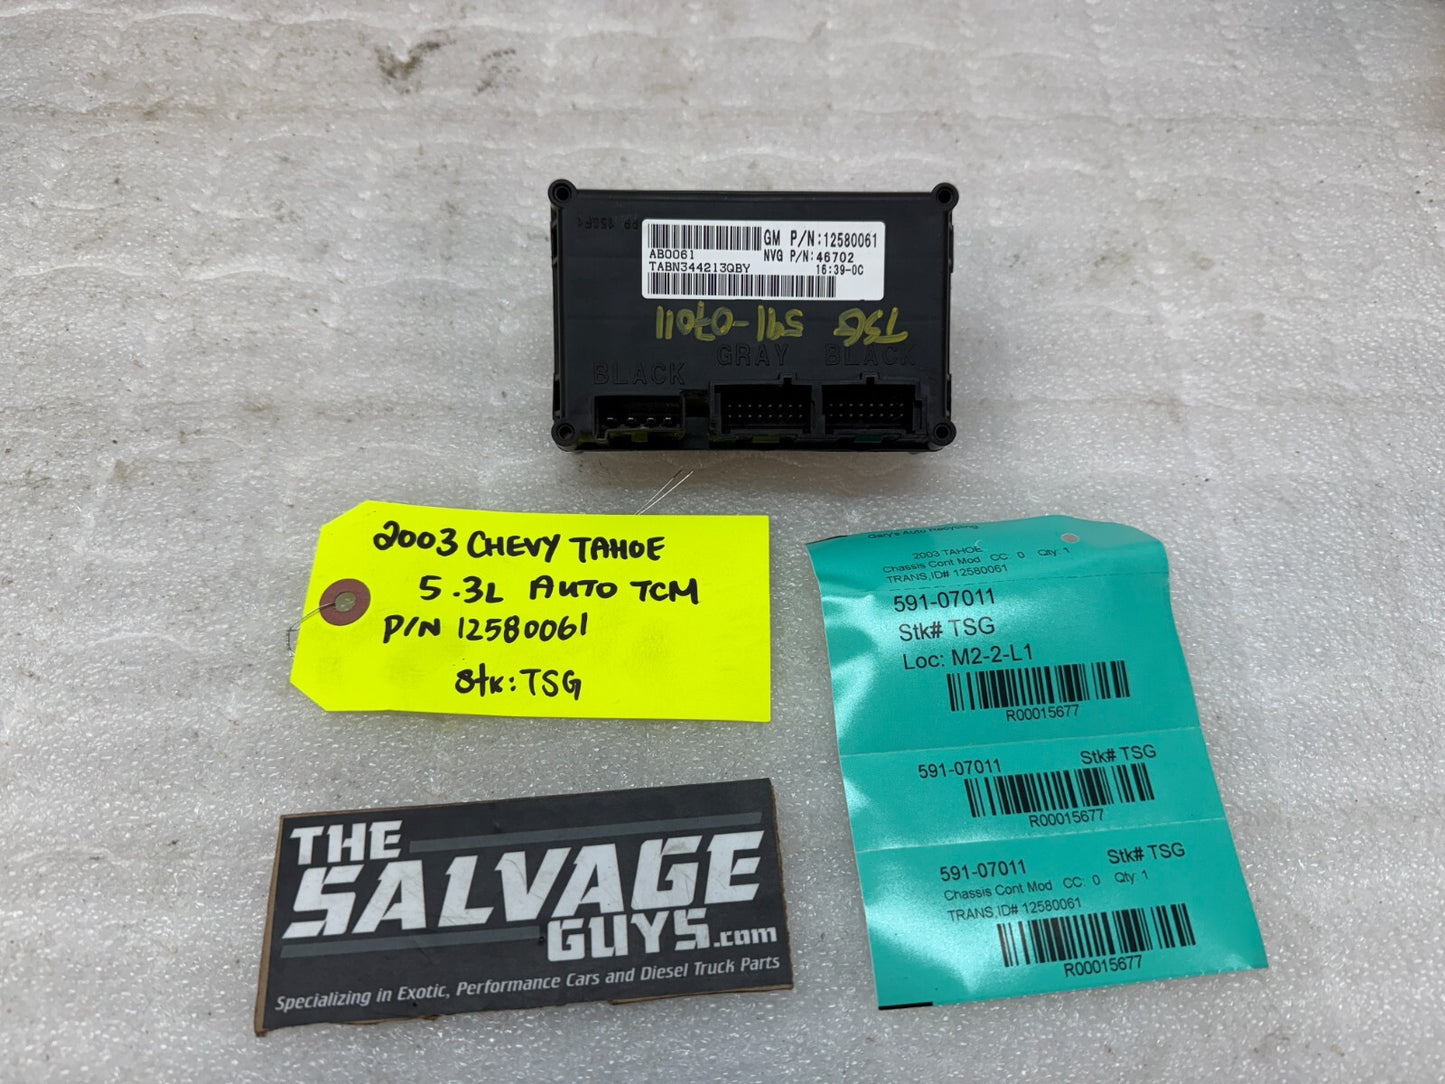 GM P/N:12580061
AB0061
NVG P/N:46702
TABN344213QBY
16:39-0C
TSG 591-07011
BLACK
GRAY
BLACK
2003 CHEVY TAHOE
5.3L AUTO TCM
P/N 12580061
Stk: TSG
Gary's Auto Recycling
2003 TAHOE
Chassis Cont Mod CC: 0 Qty: 1
TRANS,ID# 12580061
591-07011
Stk# TSG
Loc: M2-2-L1
R00015677
591-07011 Stk# TSG
R00015677
591-07011 Stk# TSG
Chassis Cont Mod CC: 0 Qty: 1
TRANS,ID# 12580061
R00015677
THE
SALVAGE
GUYS.com
Specializing in Exotic, Performance Cars and Diesel Truck Parts